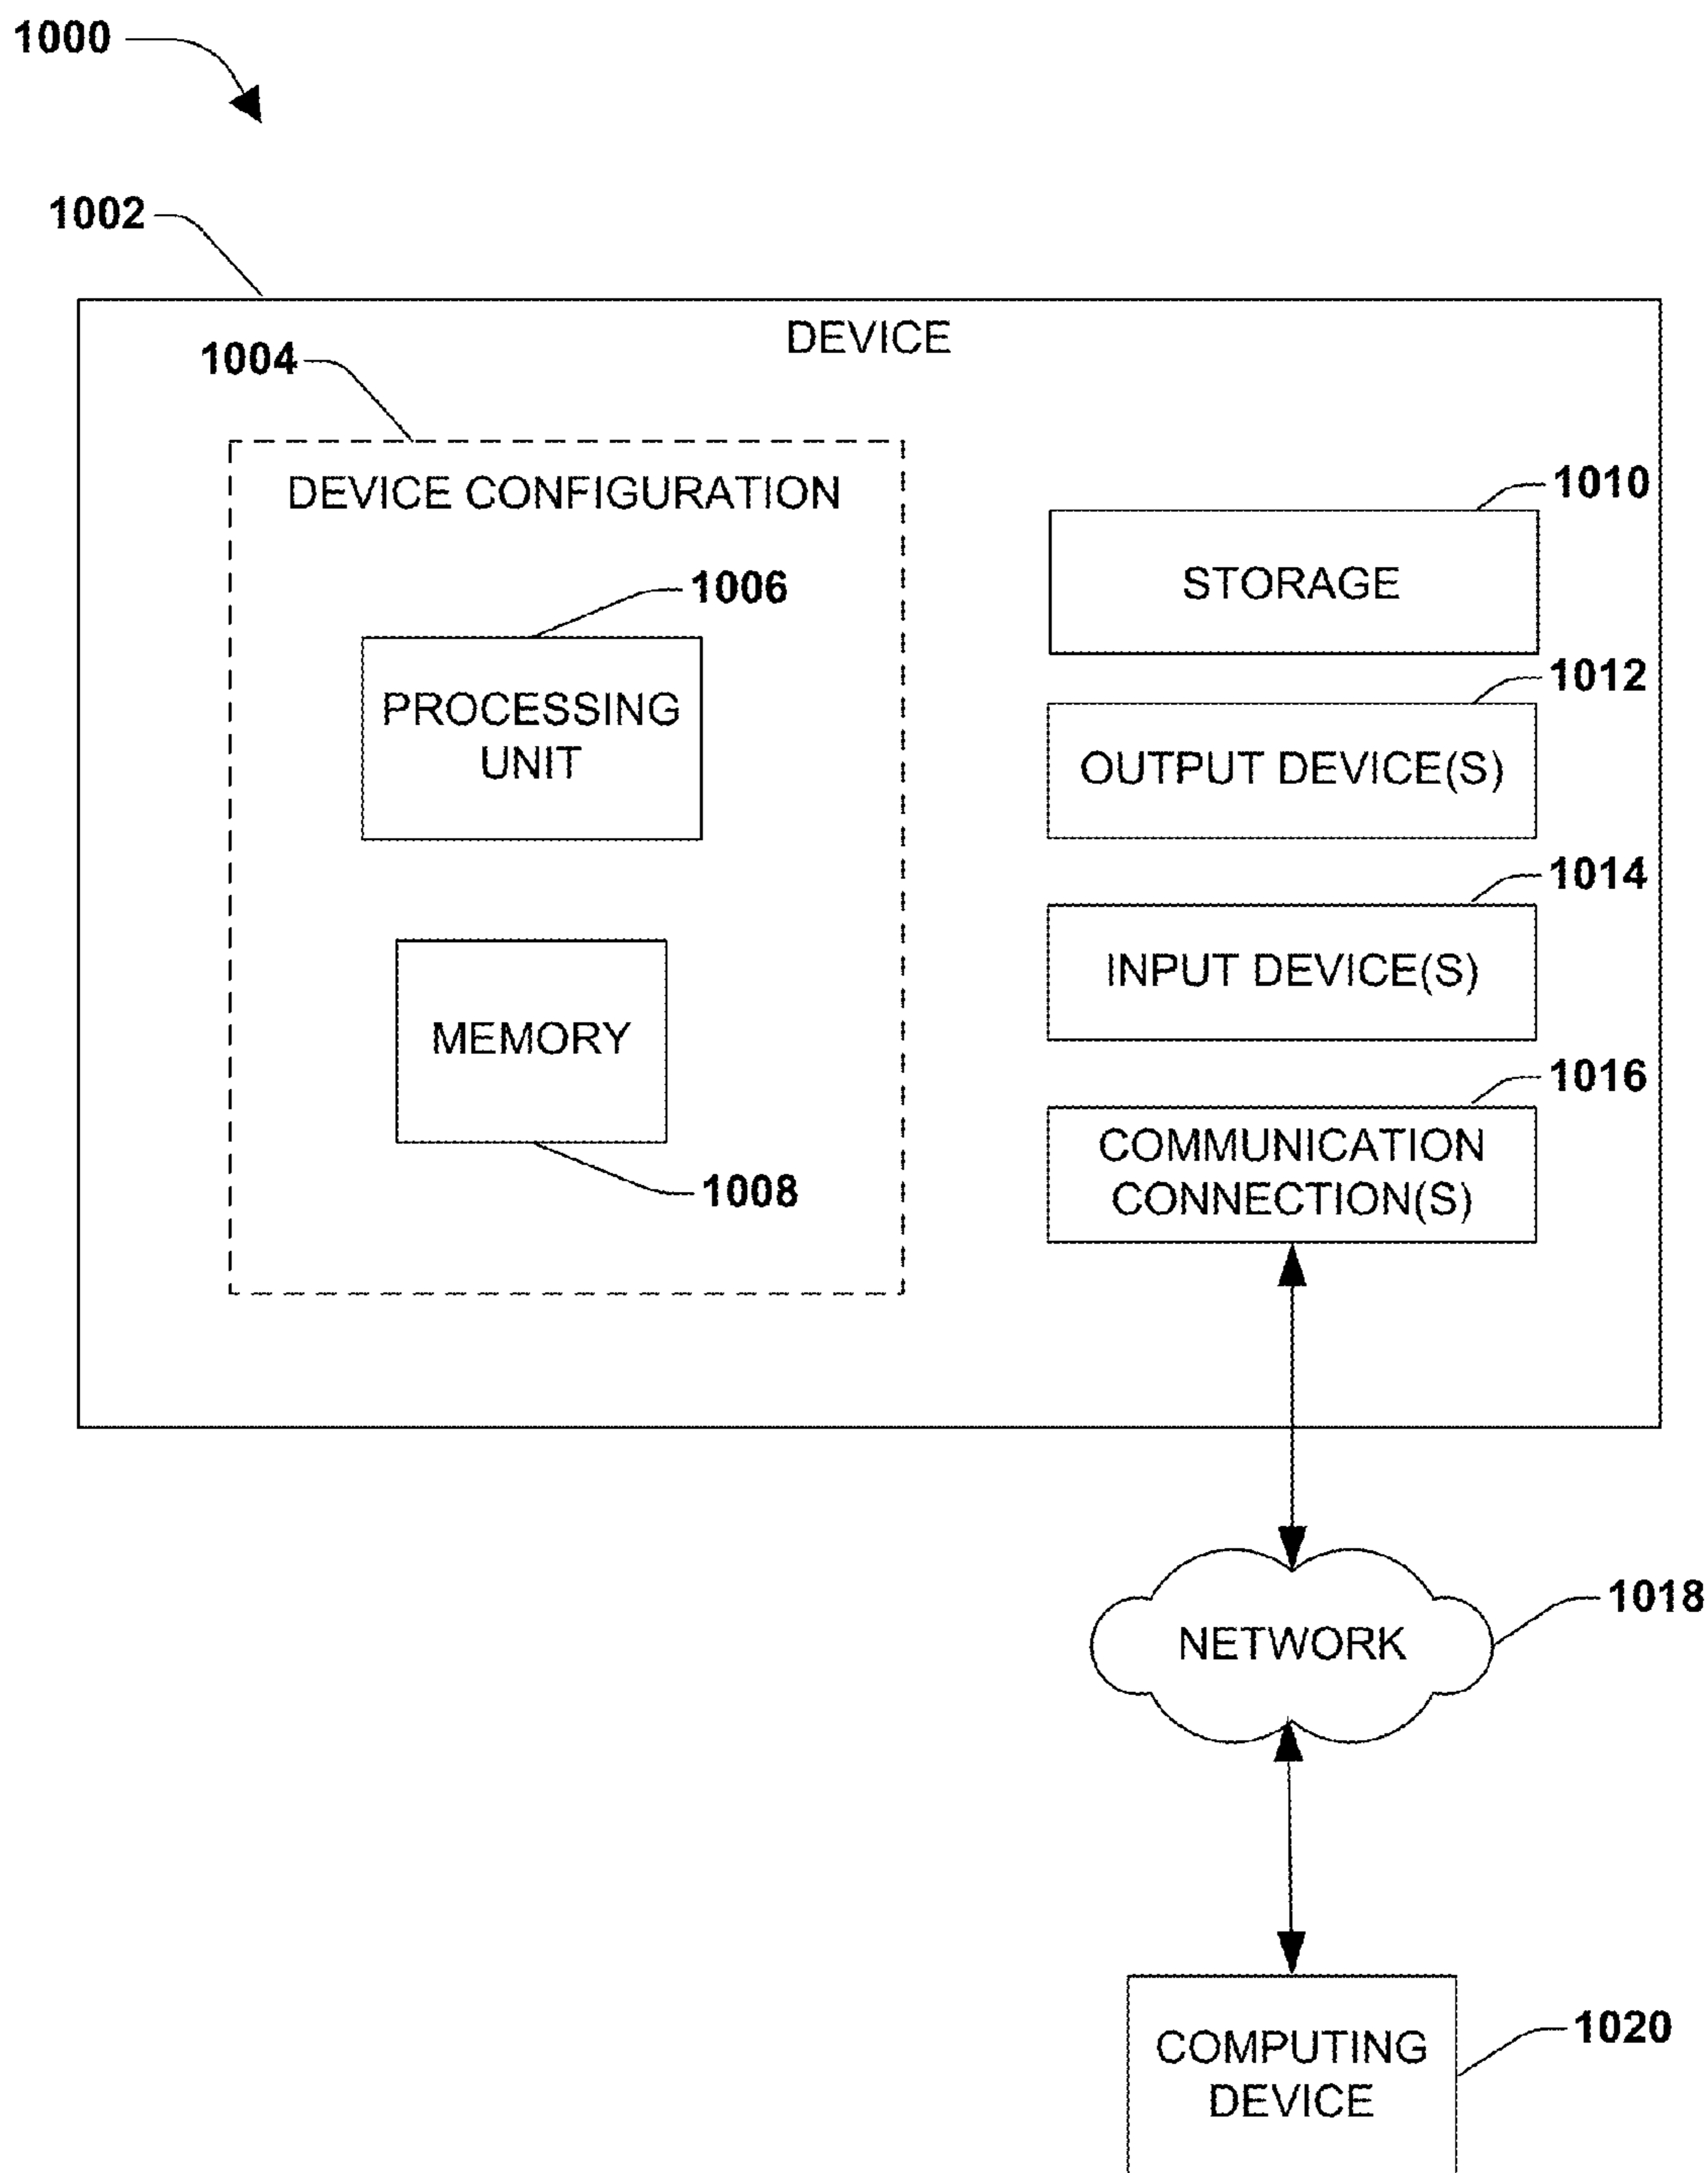 1000
1002
DEVICE
1004
DEVICE CONFIGURATION
1006
PROCESSING
UNIT
MEMORY
1008
1010
STORAGE
1012
OUTPUT DEVICE(S)
1014
INPUT DEVICE(S)
1016
COMMUNICATION
CONNECTION(S)
1018
NETWORK
1020
COMPUTING
DEVICE